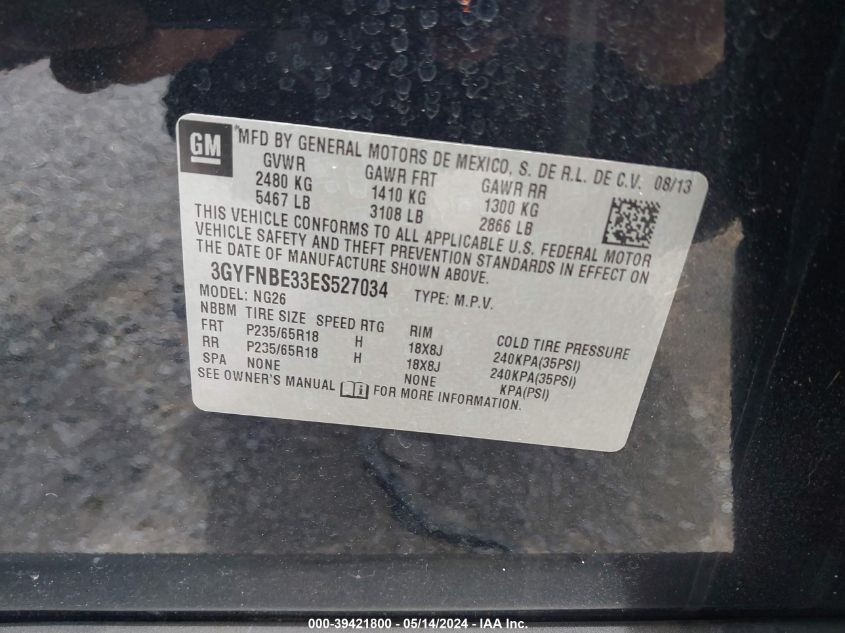 GM MFD BY GENERAL MOTORS DE MEXICO, S. DE R.L. DE C.V. 08/13
GVWR GAWR FRT GAWR RR
2480 KG 1410 KG 1300 KG
5467 LB 3108 LB 2866 LB
THIS VEHICLE CONFORMS TO ALL APPLICABLE U.S. FEDERAL MOTOR
VEHICLE SAFETY AND THEFT PREVENTION STANDARDS IN EFFECT ON
THE DATE OF MANUFACTURE SHOWN ABOVE.
3GYFNBE33ES527034 TYPE: M.P.V.
MODEL: NG26
NBBM TIRE SIZE SPEED RTG RIM COLD TIRE PRESSURE
FRT P235/65R18 H 18X8J 240KPA(35PSI)
RR P235/65R18 H 18X8J 240KPA(35PSI)
SPA NONE NONE KPA(PSI)
SEE OWNER'S MANUAL FOR MORE INFORMATION.
000-39421800 - 05/14/2024 - IAA Inc.